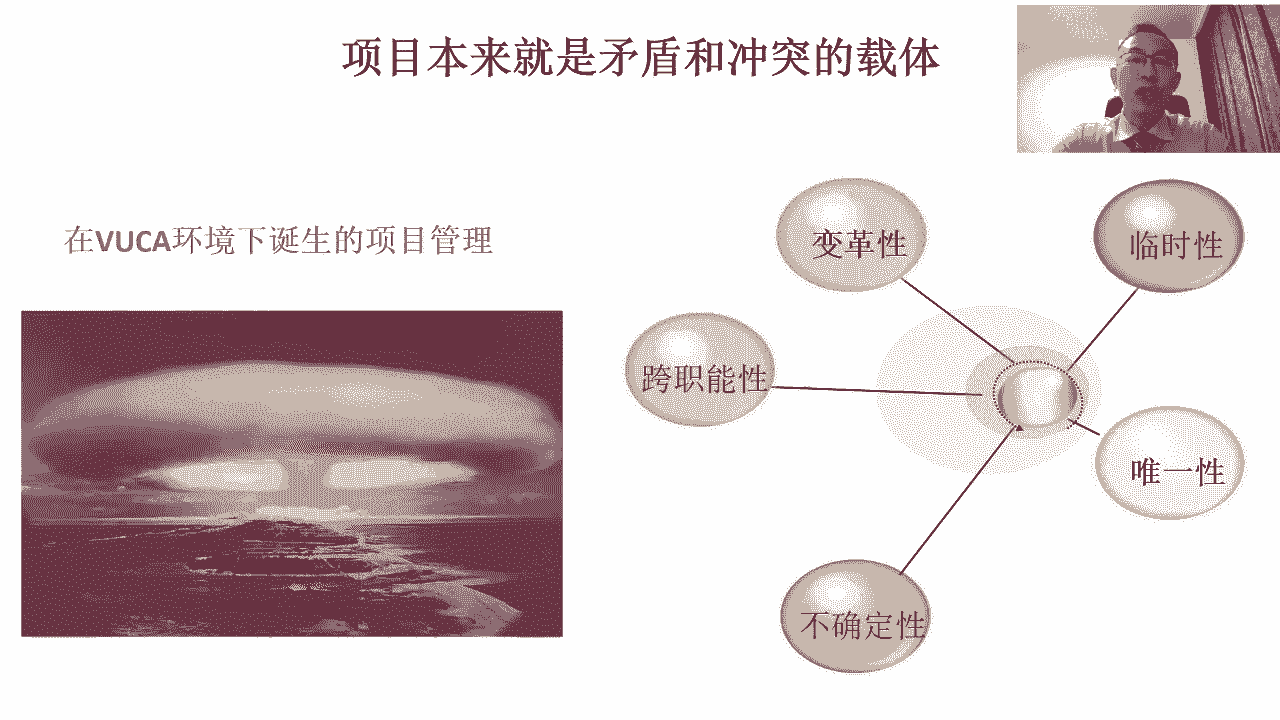 项目本来就是矛盾和冲突的载体
在VUCA环境下诞生的项目管理
变革性
临时性
跨职能性
唯一性
不确定性